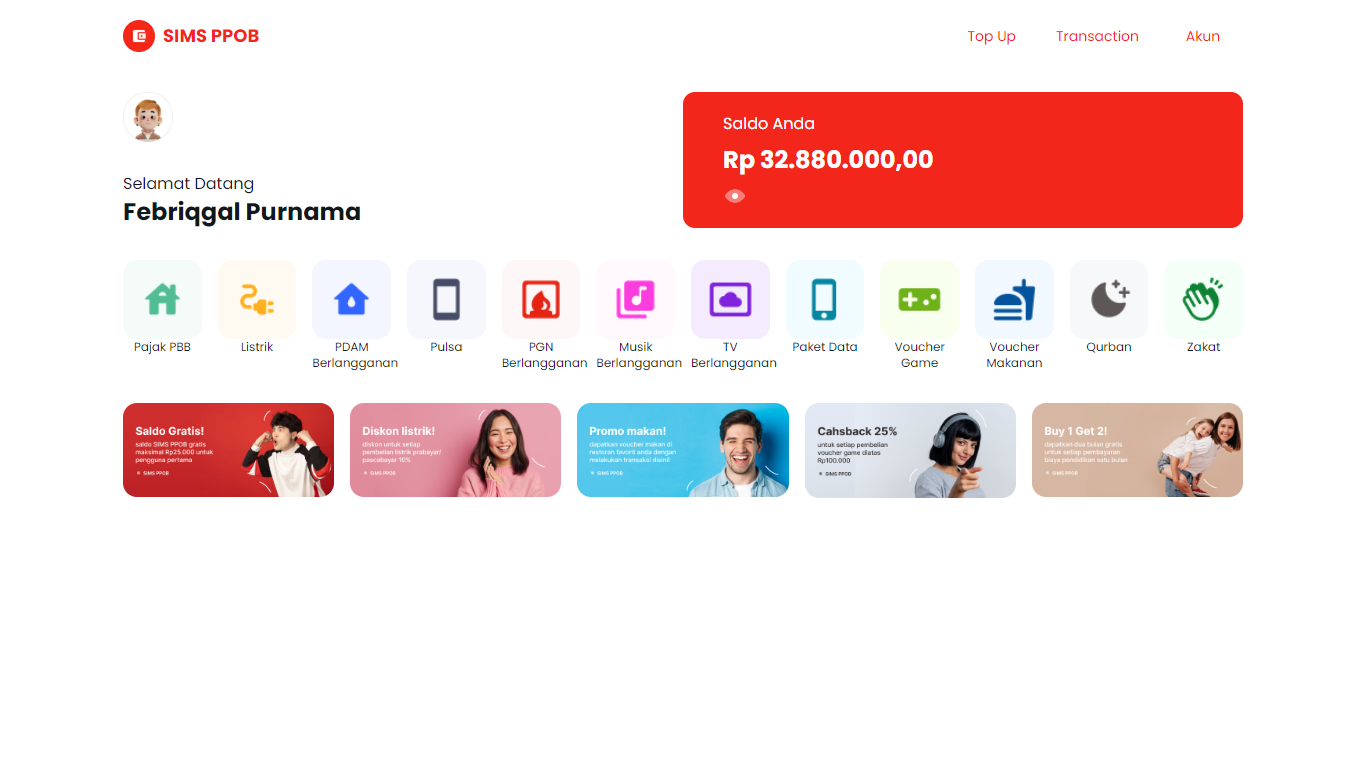 SIMS PPOB
Top Up
Transaction
Akun
Selamat Datang
Febriqgal Purnama
Saldo Anda
Rp 32.880.000,00
Pajak PBB
Listrik
PDAM
Berlangganan
Pulsa
PGN
Berlangganan
Musik
Berlangganan
TV
Berlangganan
Paket Data
Voucher
Game
Voucher
Makanan
Qurban
Zakat
Saldo Gratis!
saldo SIMS PPOB gratis
maksimal Rp25.000 untuk
pengguna pertama
SIMS PPOB
Diskon listrik!
diskon untuk setiap
pembelian listrik prabayar/
pascabayar 10%
SIMS PPOB
Promo makan!
dapatkan voucher makan di
restoran favorit anda dengan
melakukan transaksi disini!
SIMS PPOB
Cahsback 25%
untuk setiap pembelian
voucher game diatas
Rp100.000
SIMS PPOB
Buy 1 Get 2!
dapatkan dua bulan gratis
untuk setiap pembayaran
biaya pendidikan satu bulan
SIMS PPOB